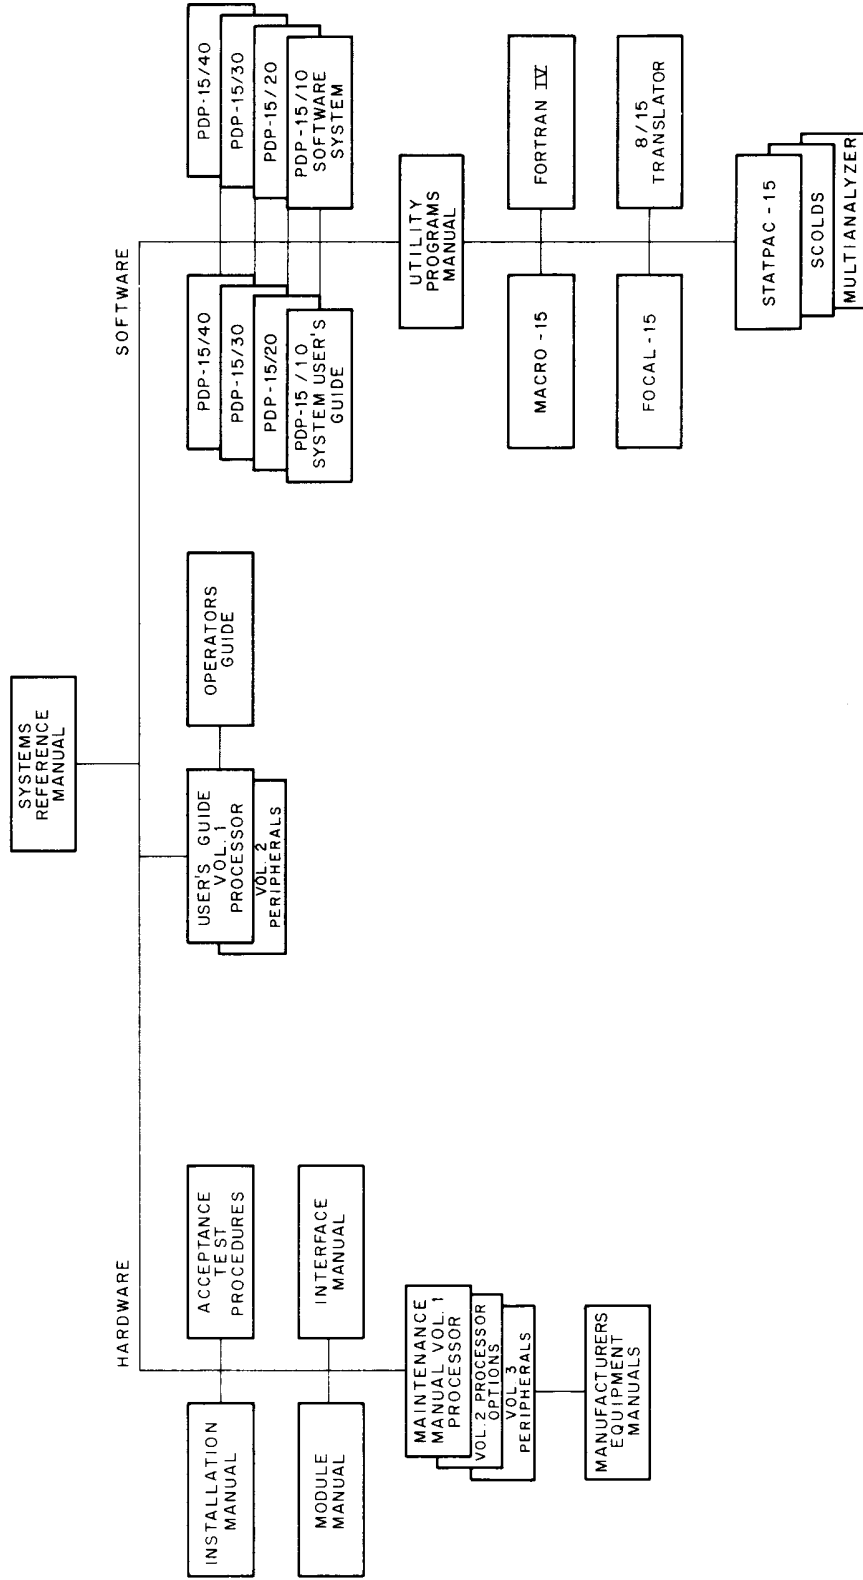 SYSTEMS
REFERENCE
MANUAL
HARDWARE
SOFTWARE
INSTALLATION
MANUAL
ACCEPTANCE
TEST
PROCEDURES
MODULE
MANUAL
INTERFACE
MANUAL
MAINTENANCE
MANUAL VOL. 1
PROCESSOR
VOL. 2 PROCESSOR
OPTIONS
VOL. 3
PERIPHERALS
MANUFACTURERS
EQUIPMENT
MANUALS
USER'S GUIDE
VOL. 1
PROCESSOR
VOL. 2
PERIPHERALS
OPERATORS
GUIDE
PDP-15/40
PDP-15/30
PDP-15/20
PDP-15/10
SYSTEM USER'S
GUIDE
PDP-15/40
PDP-15/30
PDP-15/20
PDP-15/10
SOFTWARE
SYSTEM
UTILITY
PROGRAMS
MANUAL
MACRO-15
FORTRAN IV
FOCAL-15
8/15
TRANSLATOR
STATPAC-15
SCOLDS
MULTIANALYZER